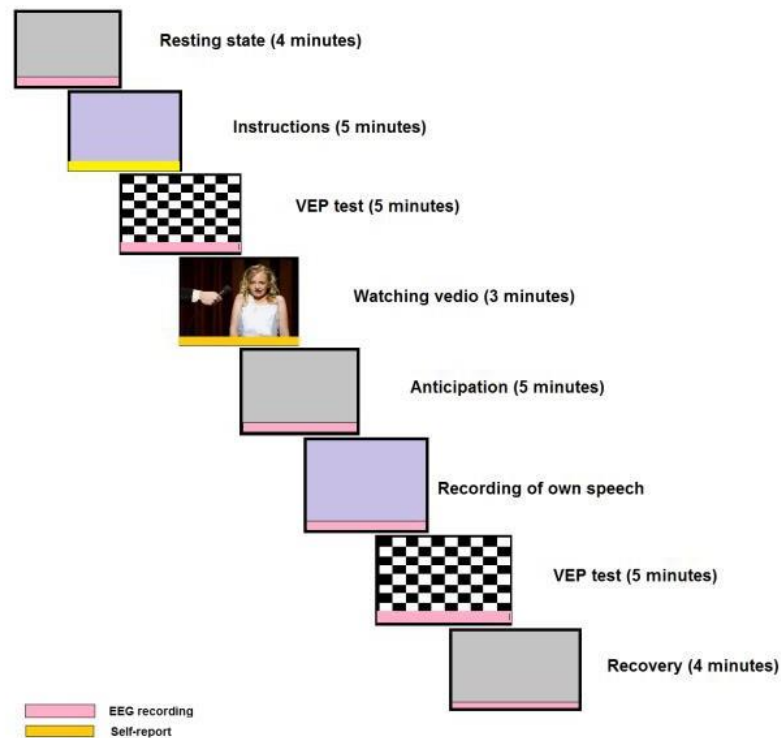 Resting state (4 minutes)
Instructions (5 minutes)
VEP test (5 minutes)
Watching vedio (3 minutes)
Anticipation (5 minutes)
Recording of own speech
VEP test (5 minutes)
Recovery (4 minutes)
EEG recording
Self-report